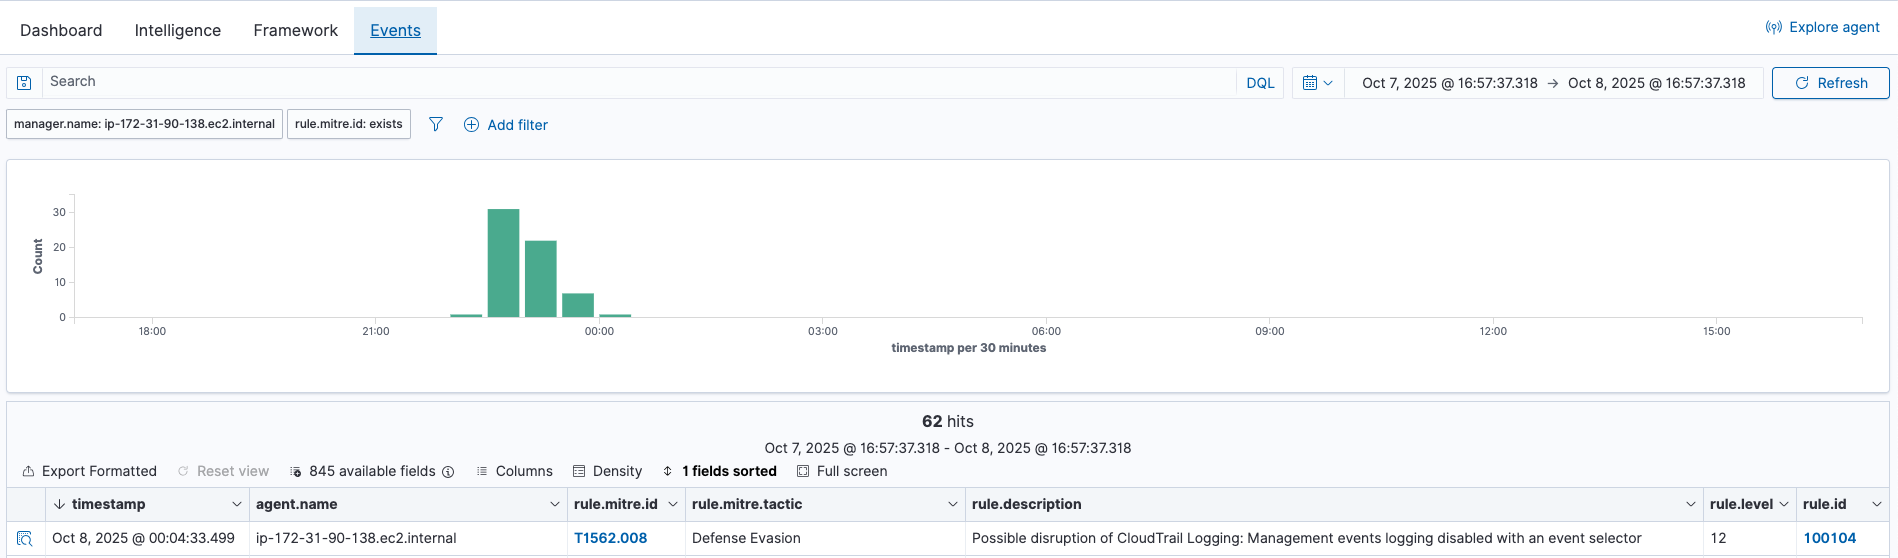 Dashboard Intelligence Framework Events Explore agent
Search DQL Oct 7, 2025 @ 16:57:37.318 → Oct 8, 2025 @ 16:57:37.318 Refresh
manager.name: ip-172-31-90-138.ec2.internal rule.mitre.id: exists Add filter
Count
30
20
10
0
18:00 21:00 00:00 03:00 06:00 09:00 12:00 15:00
timestamp per 30 minutes
62 hits
Oct 7, 2025 @ 16:57:37.318 - Oct 8, 2025 @ 16:57:37.318
Export Formatted Reset view 845 available fields Columns Density 1 fields sorted Full screen
timestamp agent.name rule.mitre.id rule.mitre.tactic rule.description rule.level rule.id
Oct 8, 2025 @ 00:04:33.499 ip-172-31-90-138.ec2.internal T1562.008 Defense Evasion Possible disruption of CloudTrail Logging: Management events logging disabled with an event selector 12 100104